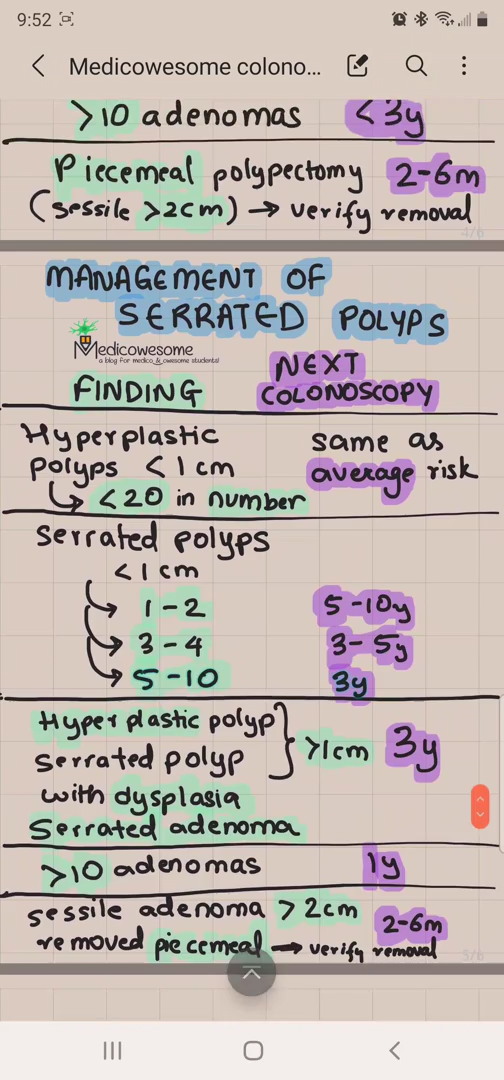 9:52
Medicowesome colono...
>10 adenomas <3y
Piecemeal polypectomy 2-6m
(sessile >2cm) → verify removal
4/6
MANAGEMENT OF
SERRATED POLYPS
Medicowesome
a blog for medico_&_owesome students!
NEXT
FINDING COLONOSCOPY
Hyperplastic same as
polyps <1cm average risk
<20 in number
Serrated polyps
<1cm
1-2 5-10y
3-4 3-5y
5-10 3y
Hyperplastic polyp
serrated polyp >1cm 3y
with dysplasia
Serrated adenoma
>10 adenomas 1y
sessile adenoma >2cm 2-6m
removed piecemeal → verify removal
5/6